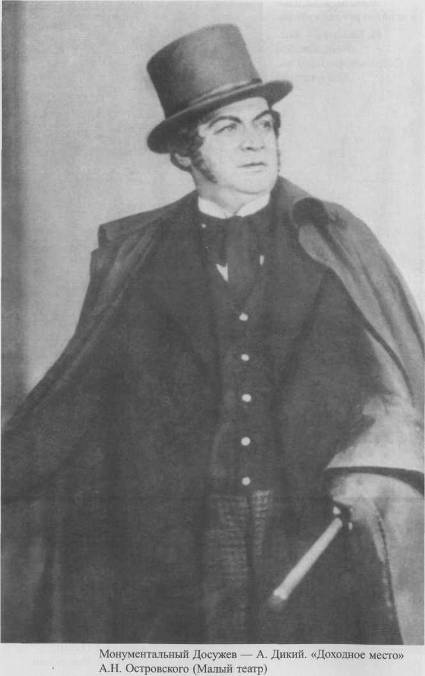 Монументальный Досужев — А. Дикий. «Доходное место»
А.Н. Островского (Малый театр)